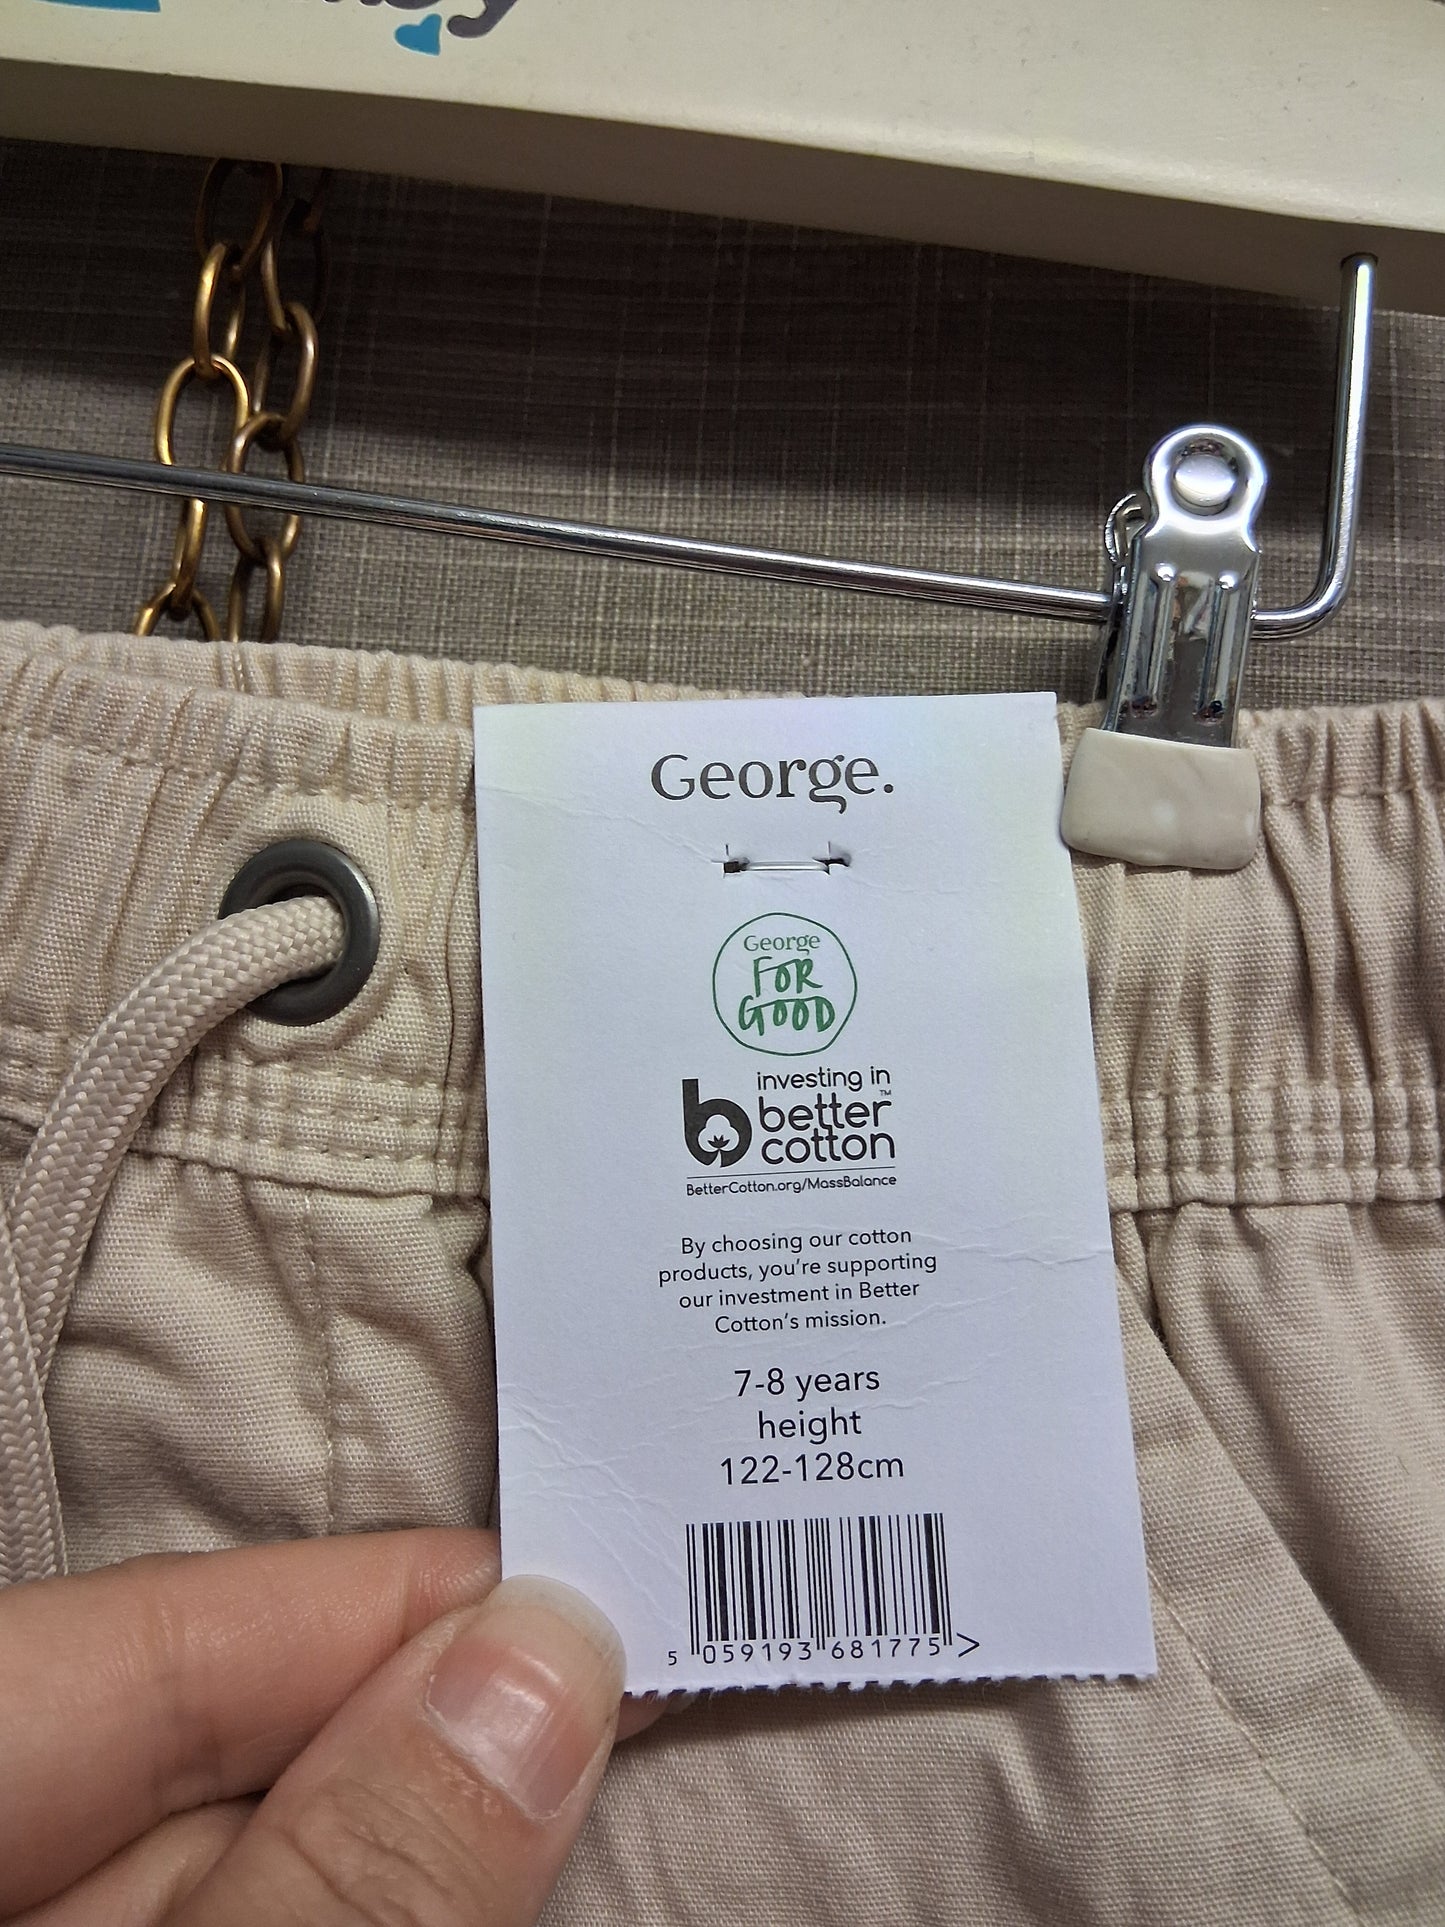 George.
George
FOR
GOOD
investing in
better™
cotton
BetterCotton.org/MassBalance
By choosing our cotton
products, you're supporting
our investment in Better
Cotton's mission.
7-8 years
height
122-128cm
5 059193 681775 >